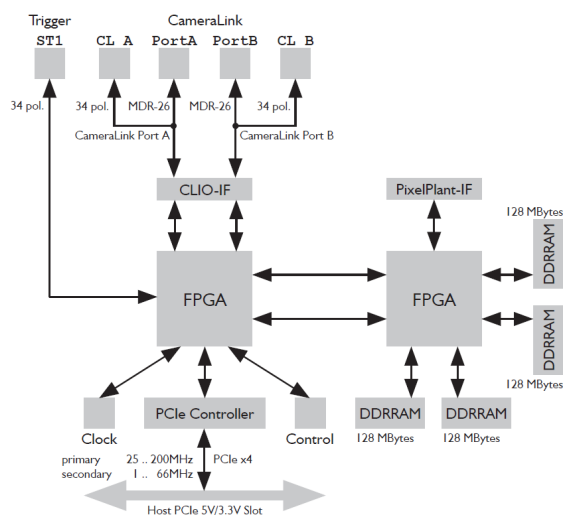 Trigger CameraLink
ST1 CL A PortA PortB CL B
34 pol. 34 pol. MDR-26 MDR-26 34 pol.
CameraLink Port A CameraLink Port B
CLIO-IF PixelPlant-IF
128 MBytes
DDRRAM
FPGA FPGA
DDRRAM
128 MBytes
PCIe Controller DDRRAM DDRRAM
Clock Control 128 MBytes 128 MBytes
primary 25 .. 200MHz PCIe x4
secondary 1 .. 66MHz
Host PCIe 5V/3.3V Slot